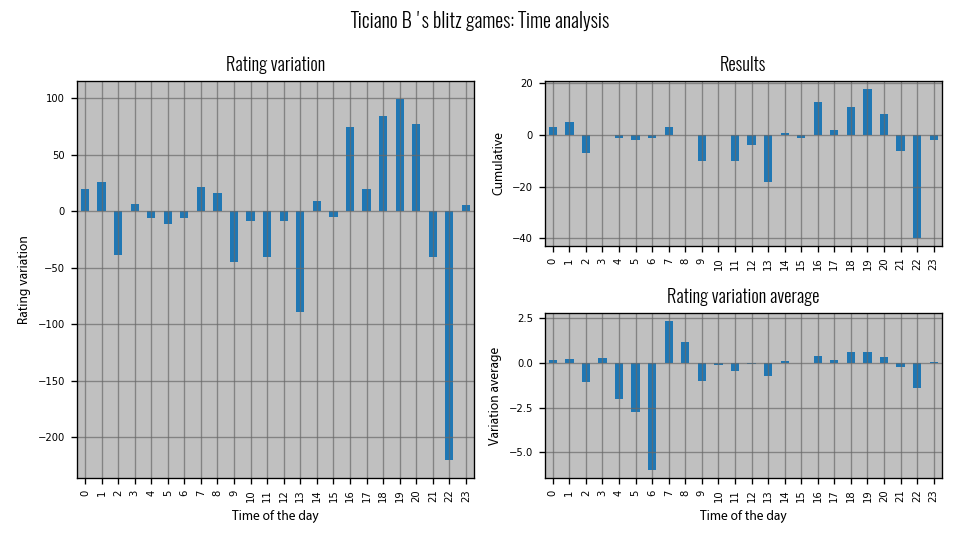 Ticiano B 's blitz games: Time analysis
Rating variation
Rating variation
100
50
0
−50
−100
−150
−200
0 1 2 3 4 5 6 7 8 9 10 11 12 13 14 15 16 17 18 19 20 21 22 23
Time of the day
Results
Cumulative
20
0
−20
−40
0 1 2 3 4 5 6 7 8 9 10 11 12 13 14 15 16 17 18 19 20 21 22 23
Rating variation average
Variation average
2.5
0.0
−2.5
−5.0
0 1 2 3 4 5 6 7 8 9 10 11 12 13 14 15 16 17 18 19 20 21 22 23
Time of the day